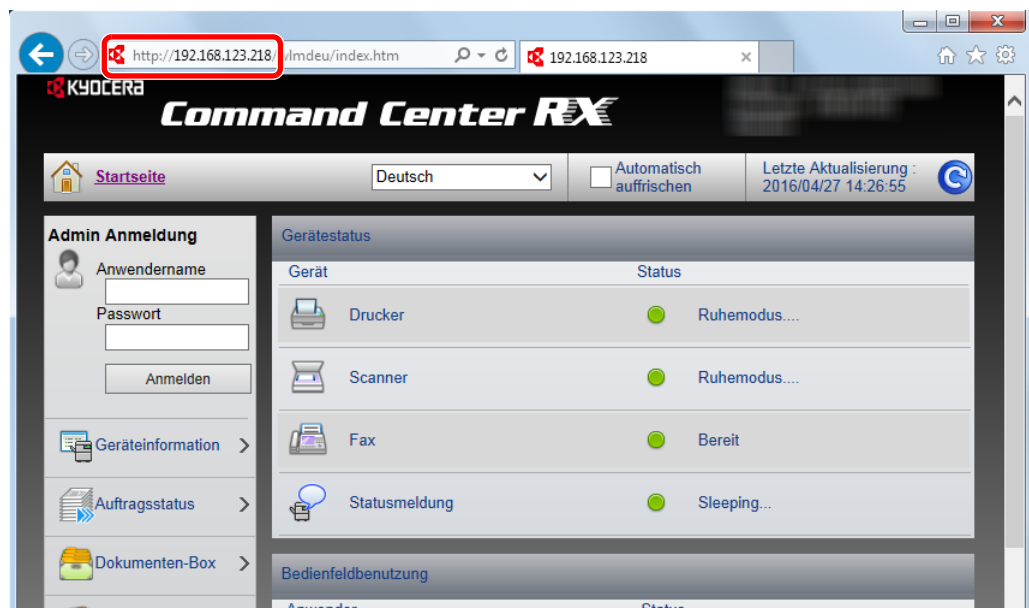 http://192.168.123.218/wlmdeu/index.htm
192.168.123.218
KYOCERA
Command Center RX
Startseite
Deutsch
Automatisch
auffrischen
Letzte Aktualisierung :
2016/04/27 14:26:55
Admin Anmeldung
Anwendername
Passwort
Anmelden
Geräteinformation
Auftragsstatus
Dokumenten-Box
Gerätestatus
Gerät Status
Drucker Ruhemodus....
Scanner Ruhemodus....
Fax Bereit
Statusmeldung Sleeping...
Bedienfeldbenutzung
Anwender Status